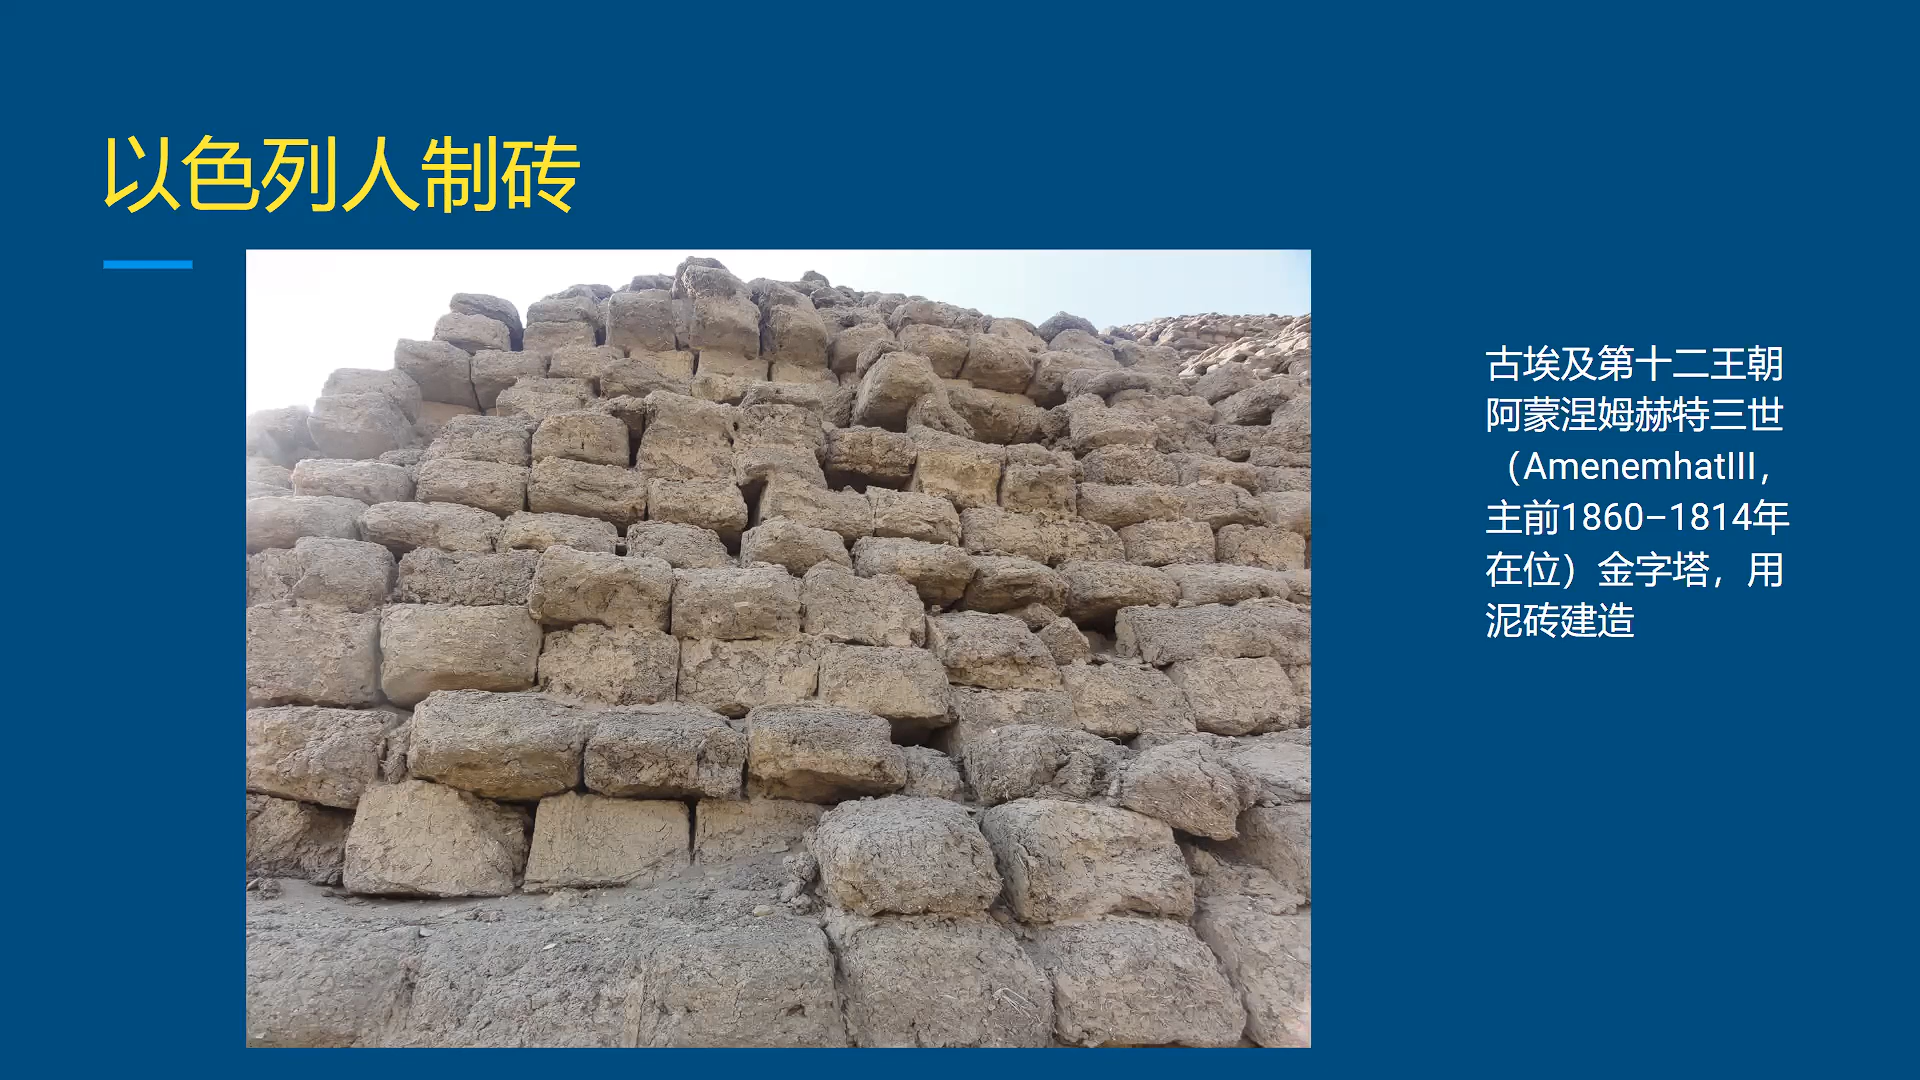 以色列人制砖
古埃及第十二王朝
阿蒙涅姆赫特三世
（AmenemhatIII，
主前1860–1814年
在位）金字塔，用
泥砖建造